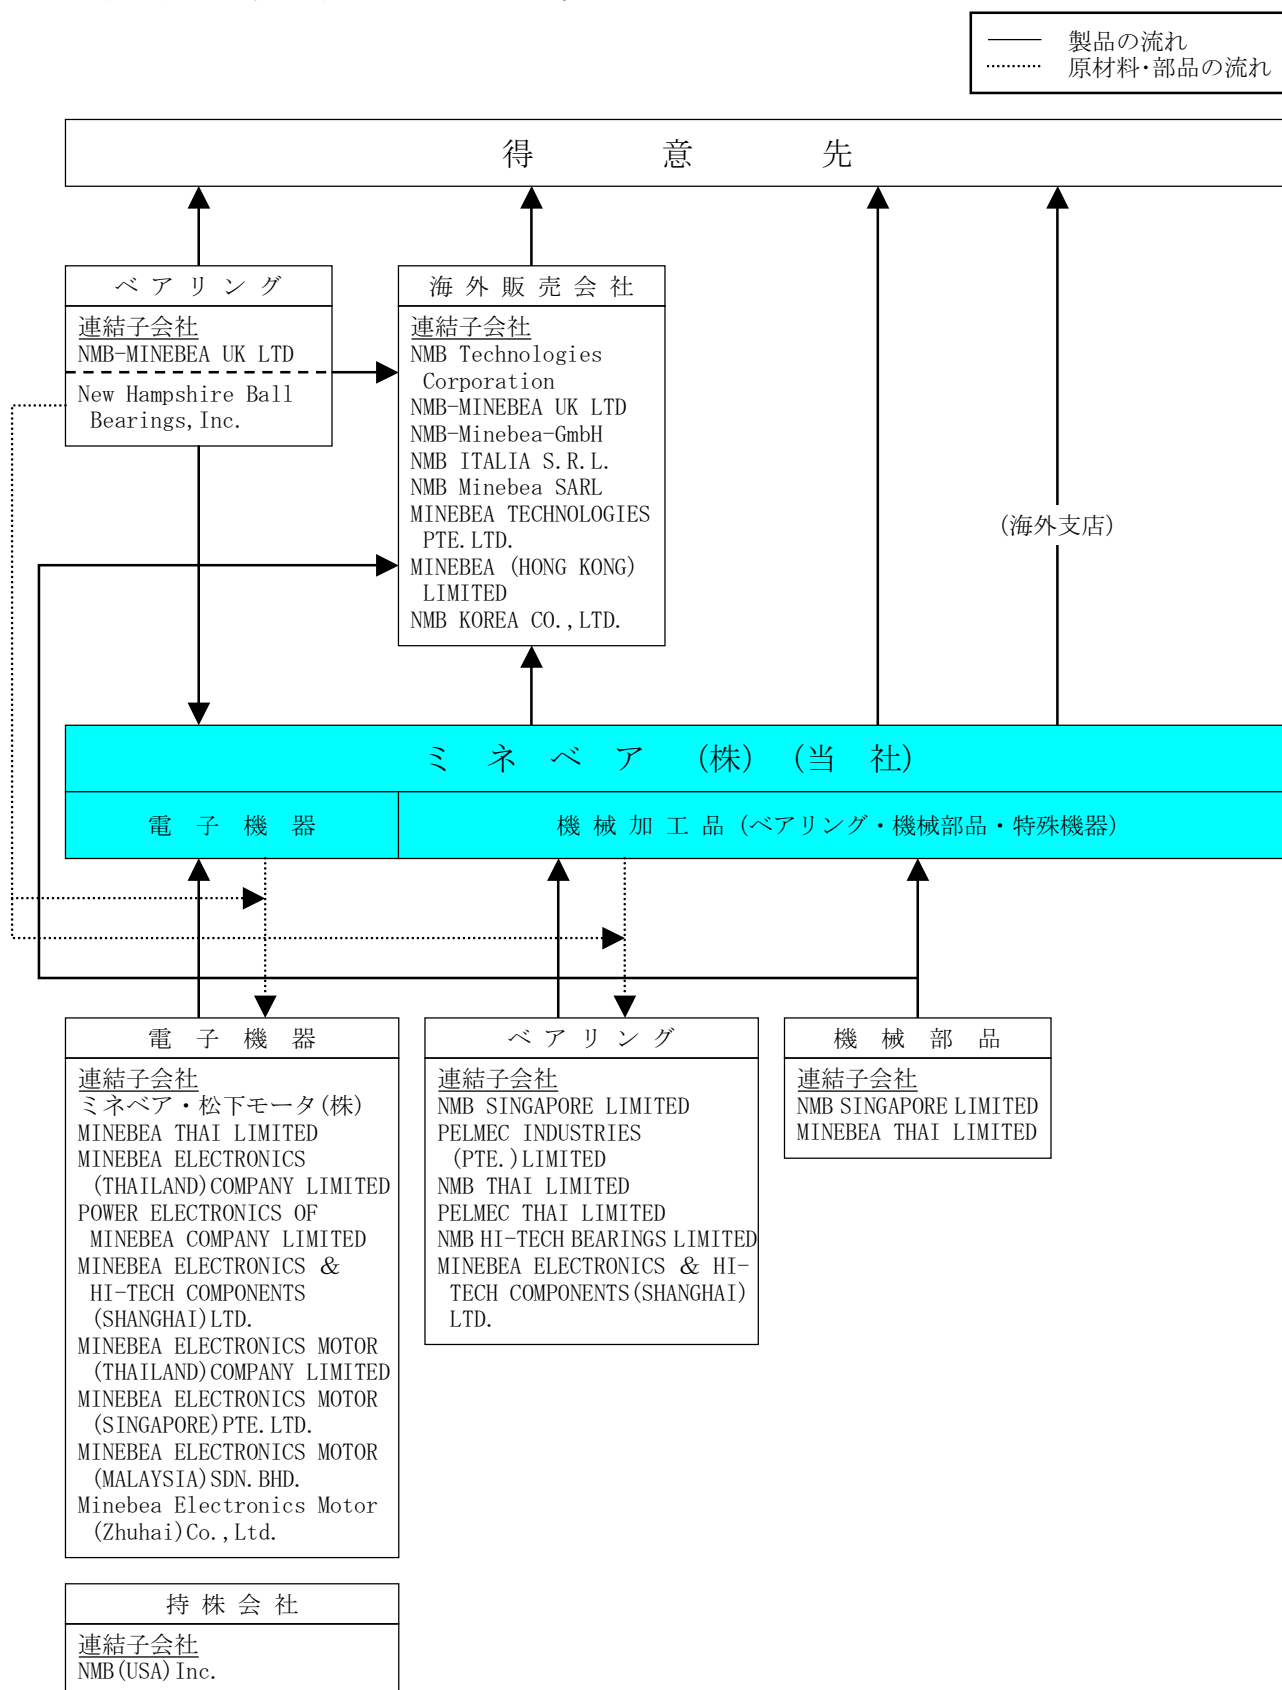 製品の流れ
原材料・部品の流れ
得意先
ベアリング
連結子会社
NMB-MINEBEA UK LTD
New Hampshire Ball
Bearings,Inc.
海外販売会社
連結子会社
NMB Technologies
Corporation
NMB-MINEBEA UK LTD
NMB-Minebea-GmbH
NMB ITALIA S.R.L.
NMB Minebea SARL
MINEBEA TECHNOLOGIES
PTE.LTD.
MINEBEA (HONG KONG)
LIMITED
NMB KOREA CO.,LTD.
(海外支店)
ミネベア (株) (当 社)
電子機器
機械加工品(ベアリング・機械部品・特殊機器)
電子機器
連結子会社
ミネベア・松下モータ(株)
MINEBEA THAI LIMITED
MINEBEA ELECTRONICS
(THAILAND)COMPANY LIMITED
POWER ELECTRONICS OF
MINEBEA COMPANY LIMITED
MINEBEA ELECTRONICS &
HI-TECH COMPONENTS
(SHANGHAI)LTD.
MINEBEA ELECTRONICS MOTOR
(THAILAND)COMPANY LIMITED
MINEBEA ELECTRONICS MOTOR
(SINGAPORE)PTE.LTD.
MINEBEA ELECTRONICS MOTOR
(MALAYSIA)SDN.BHD.
Minebea Electronics Motor
(Zhuhai)Co.,Ltd.
ベアリング
連結子会社
NMB SINGAPORE LIMITED
PELMEC INDUSTRIES
(PTE.)LIMITED
NMB THAI LIMITED
PELMEC THAI LIMITED
NMB HI-TECH BEARINGS LIMITED
MINEBEA ELECTRONICS & HI-
TECH COMPONENTS(SHANGHAI)
LTD.
機械部品
連結子会社
NMB SINGAPORE LIMITED
MINEBEA THAI LIMITED
持株会社
連結子会社
NMB(USA)Inc.